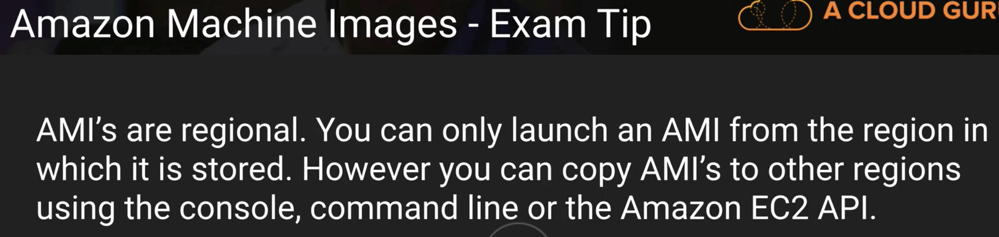 Amazon Machine Images - Exam Tip
A CLOUD GUR
AMI’s are regional. You can only launch an AMI from the region in
which it is stored. However you can copy AMI’s to other regions
using the console, command line or the Amazon EC2 API.